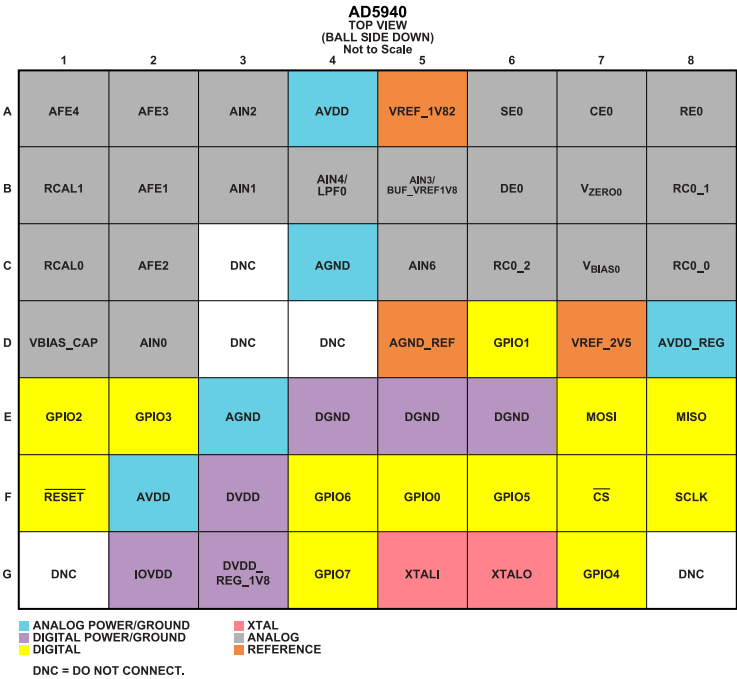 AD5940
TOP VIEW
(BALL SIDE DOWN)
Not to Scale
1 2 3 4 5 6 7 8
A AFE4 AFE3 AIN2 AVDD VREF_1V82 SE0 CE0 RE0
B RCAL1 AFE1 AIN1 AIN4/ LPF0 AIN3/ BUF_VREF1V8 DE0 VZERO0 RC0_1
C RCAL0 AFE2 DNC AGND AIN6 RC0_2 VBIAS0 RC0_0
D VBIAS_CAP AIN0 DNC DNC AGND_REF GPIO1 VREF_2V5 AVDD_REG
E GPIO2 GPIO3 AGND DGND DGND DGND MOSI MISO
F RESET AVDD DVDD GPIO6 GPIO0 GPIO5 CS SCLK
G DNC IOVDD DVDD_ REG_1V8 GPIO7 XTALI XTALO GPIO4 DNC
ANALOG POWER/GROUND
DIGITAL POWER/GROUND
DIGITAL
XTAL
ANALOG
REFERENCE
DNC = DO NOT CONNECT.